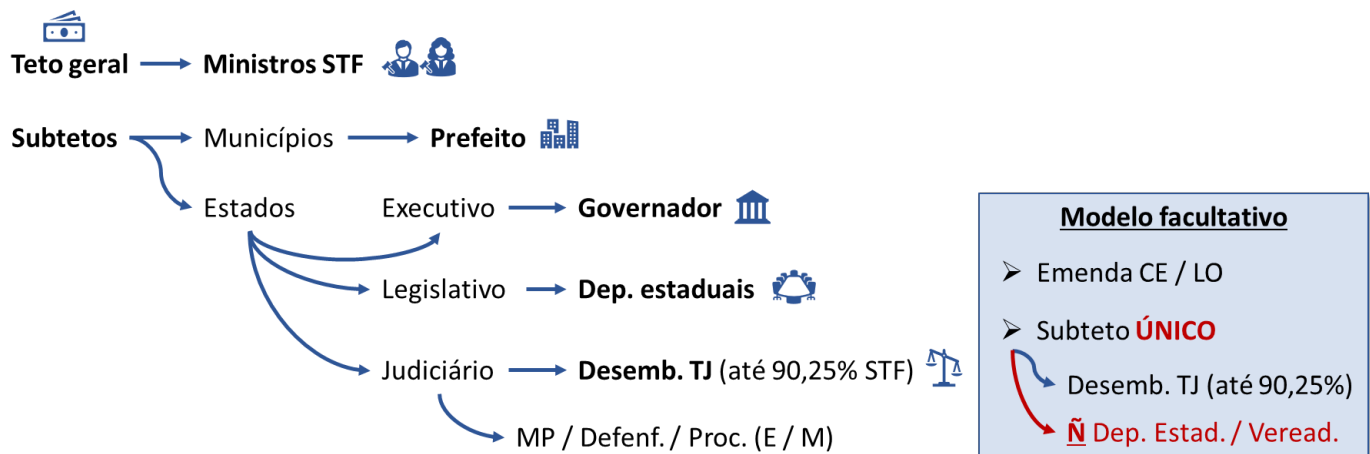 Teto geral Ministros STF
Subtetos Municípios Prefeito
Estados Executivo Governador
Legislativo Dep. estaduais
Judiciário Desemb. TJ (até 90,25% STF)
MP / Defenf. / Proc. (E / M)
Modelo facultativo
Emenda CE / LO
Subteto ÚNICO
Desemb. TJ (até 90,25%)
Ñ Dep. Estad. / Veread.